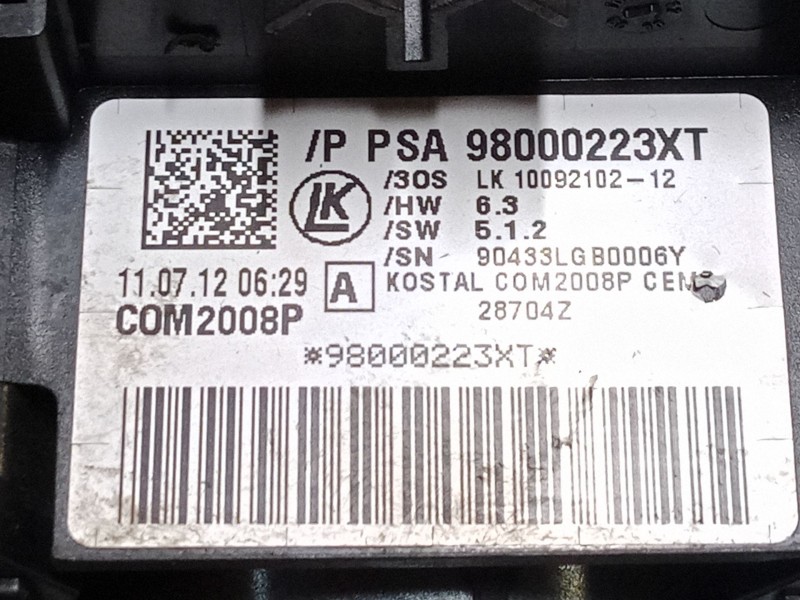 /P PSA 98000223XT
/3OS LK 10092102-12
LK
/HW 6.3
/SW 5.1.2
/SN 90433LGB0006Y
11.07.12 06:29 A KOSTAL COM2008P CEM
COM2008P 28704Z
*98000223XT*